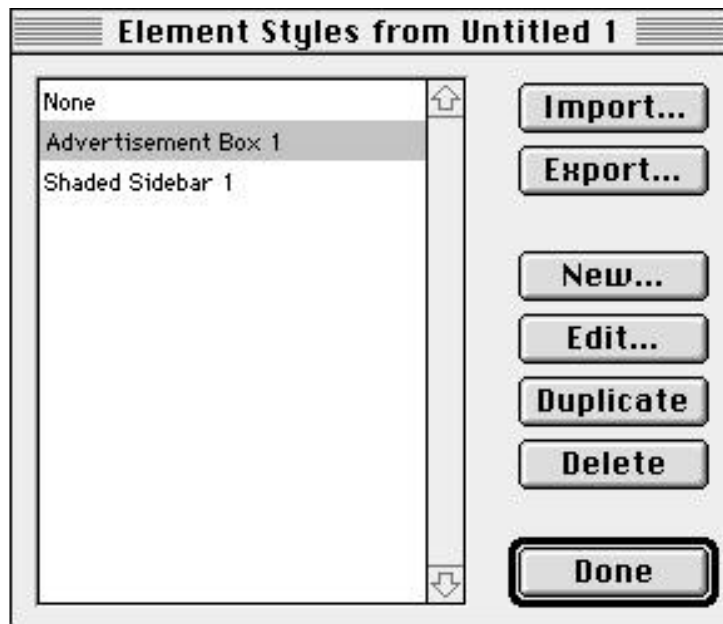 Element Styles from Untitled 1
None
Advertisement Box 1
Shaded Sidebar 1
Import...
Export...
New...
Edit...
Duplicate
Delete
Done